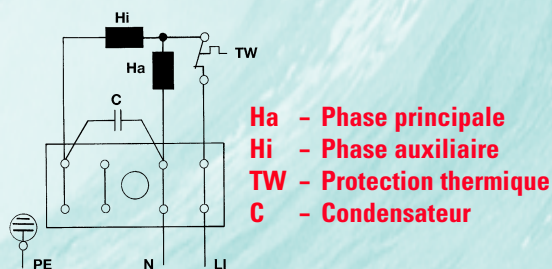 Hi
TW
Ha
C
Ha – Phase principale
Hi – Phase auxiliaire
TW – Protection thermique
C – Condensateur
PE N LI